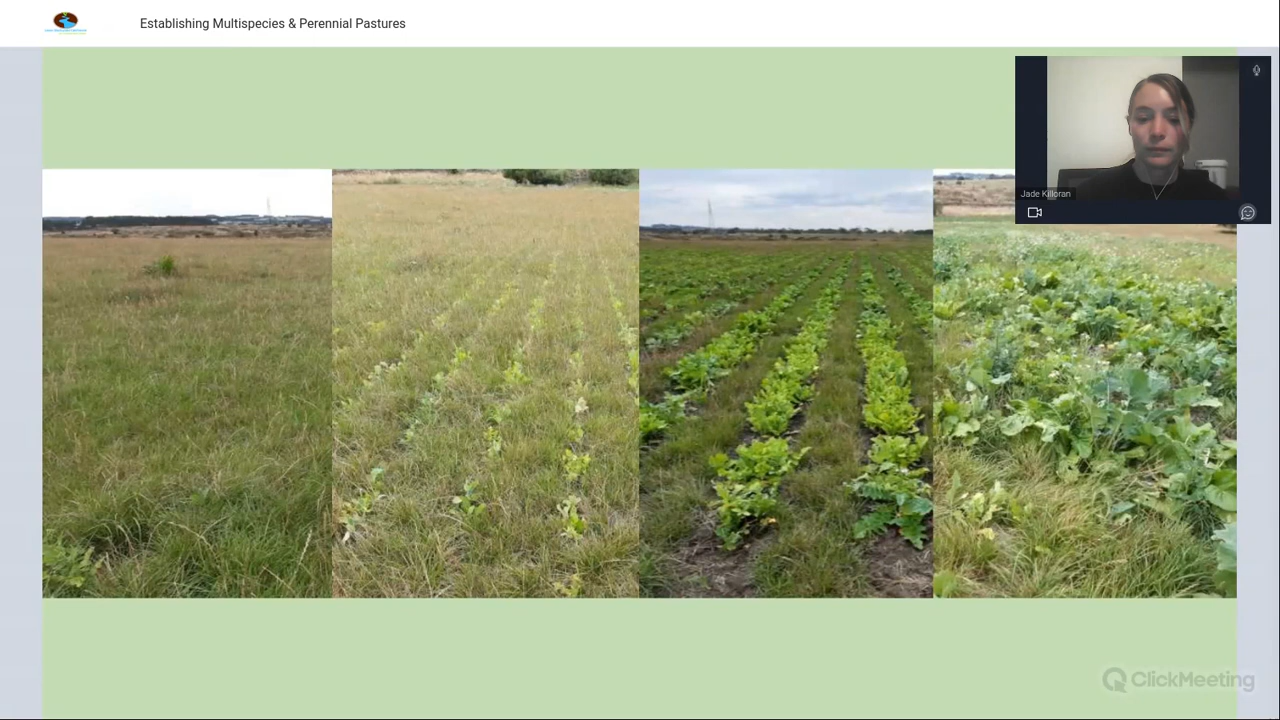 Establishing Multispecies & Perennial Pastures
Jade Killoran
ClickMeeting